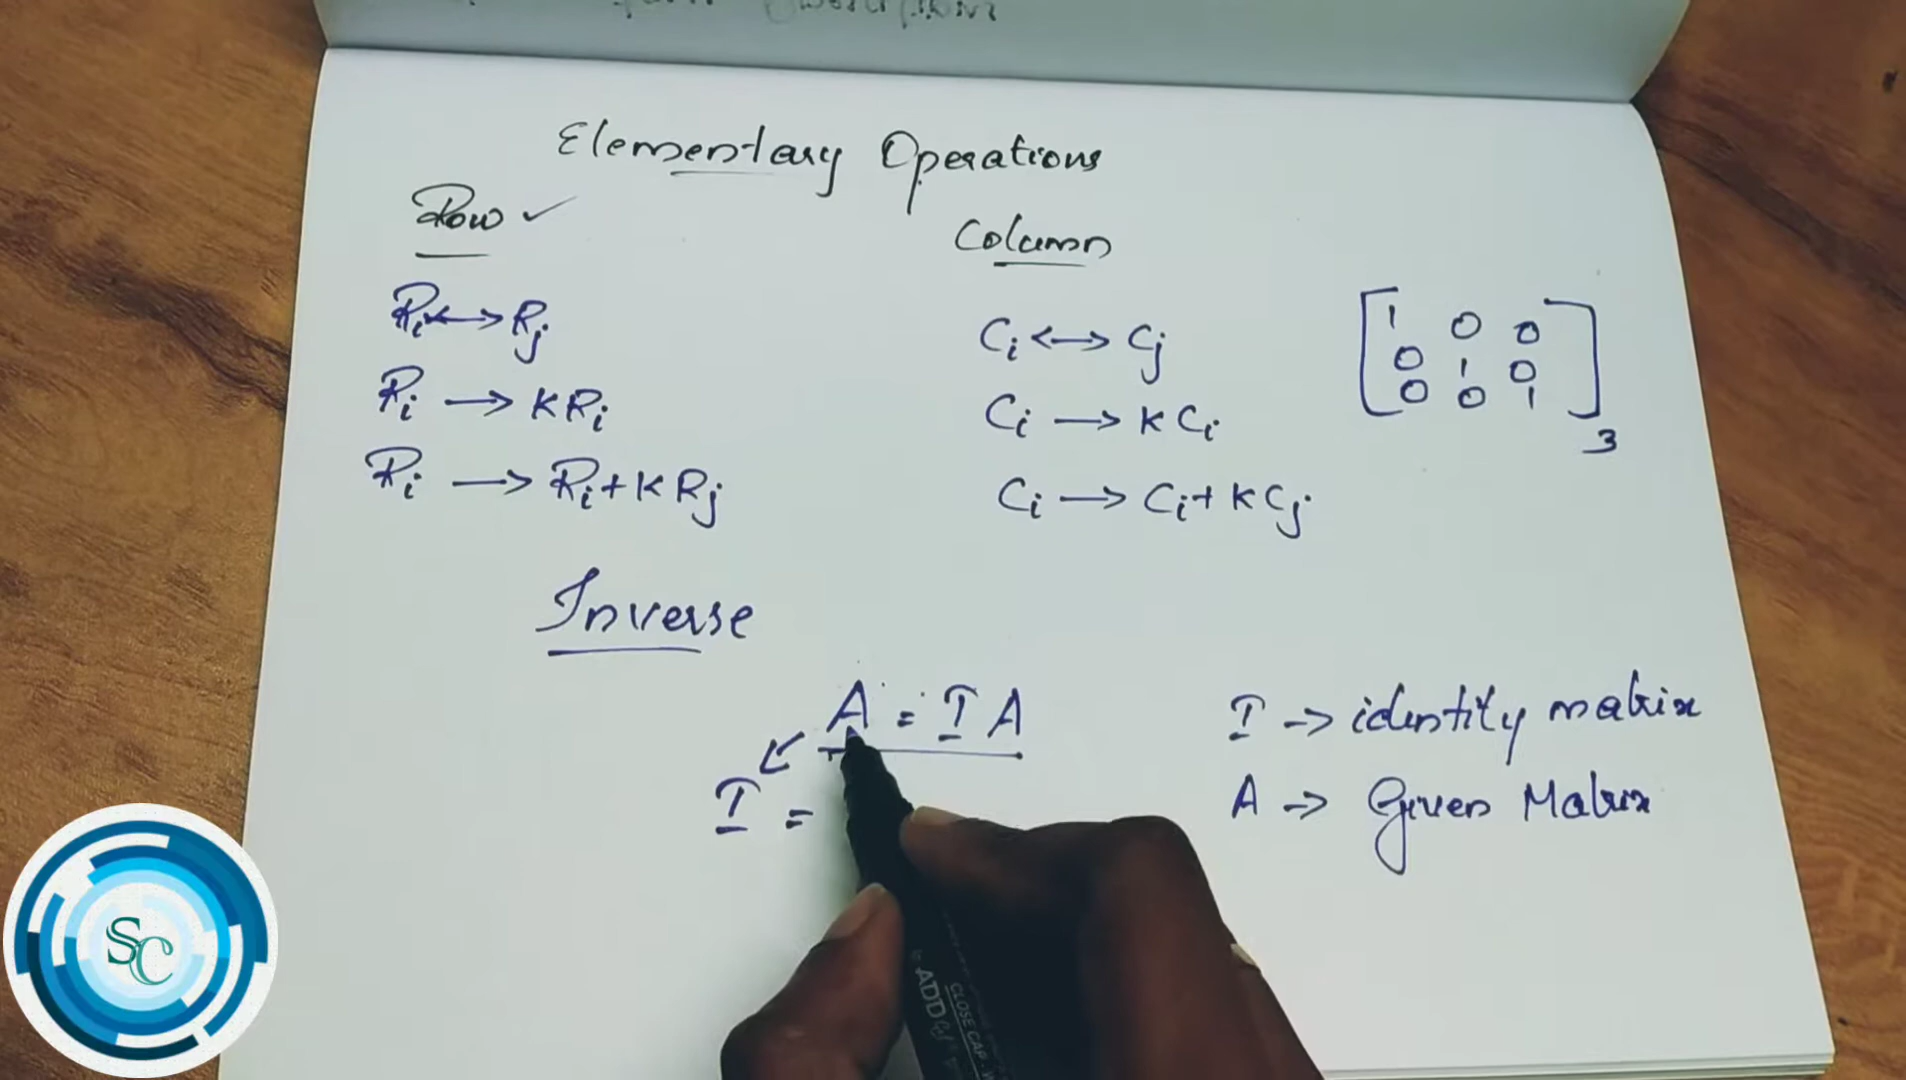 Elementary Operations
Row ✓
Column
Ri ↔ Rj
Ri → KRi
Ri → Ri+KRj
Ci ↔ Cj
Ci → KCi
Ci → Ci+KCj
1 0 0
0 1 0
0 0 1
3
Inverse
A = I A
I =
I → identity matrix
A → Given Matrix
SC
ADD
CLOSE CAP